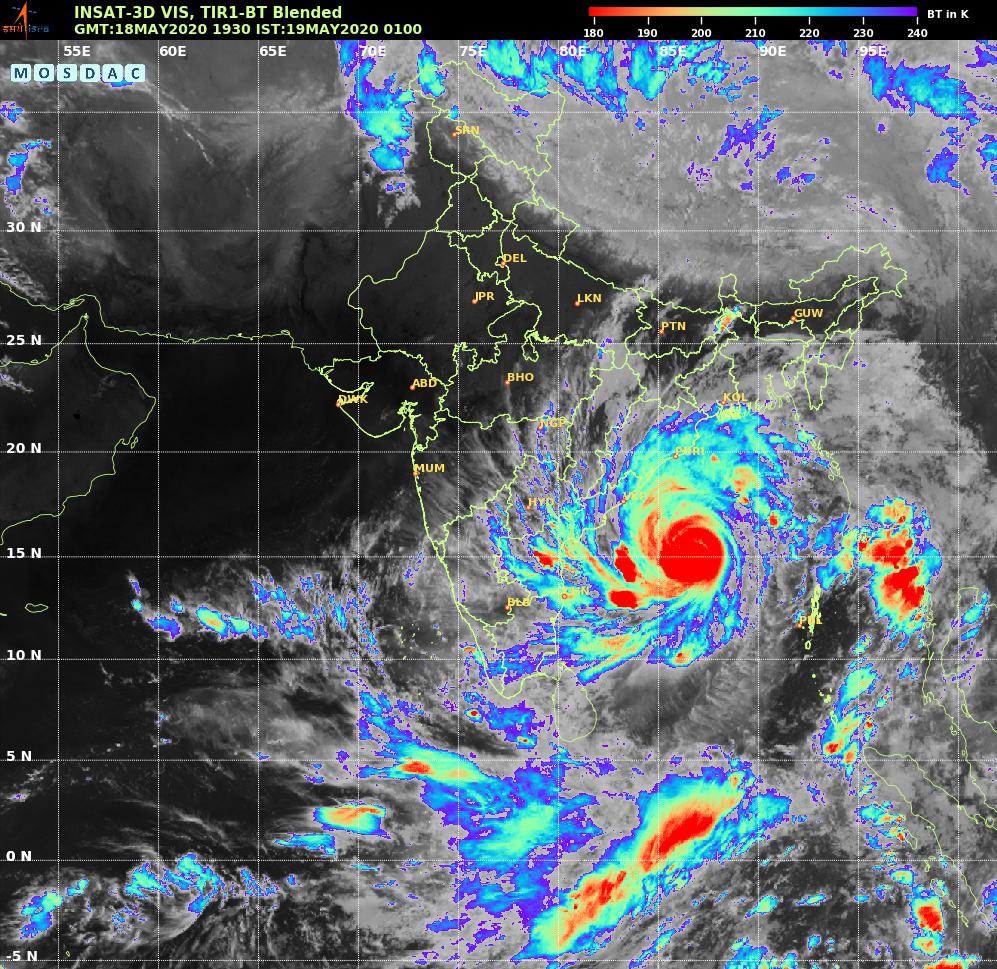 INSAT-3D VIS, TIR1-BT Blended
GMT:18MAY2020 1930 IST:19MAY2020 0100
BT in K
180 190 200 210 220 230 240
55E 60E 65E 70E 75E 80E 85E 90E 95E
MOSDAC
SRN
30 N
DEL
JPR
LKN
GUW
PTN
25 N
BHO
ABD
DWK
KOL
NGP
20 N
PURI
MUM
HYD
15 N
BLR
PBL
10 N
5 N
0 N
-5 N